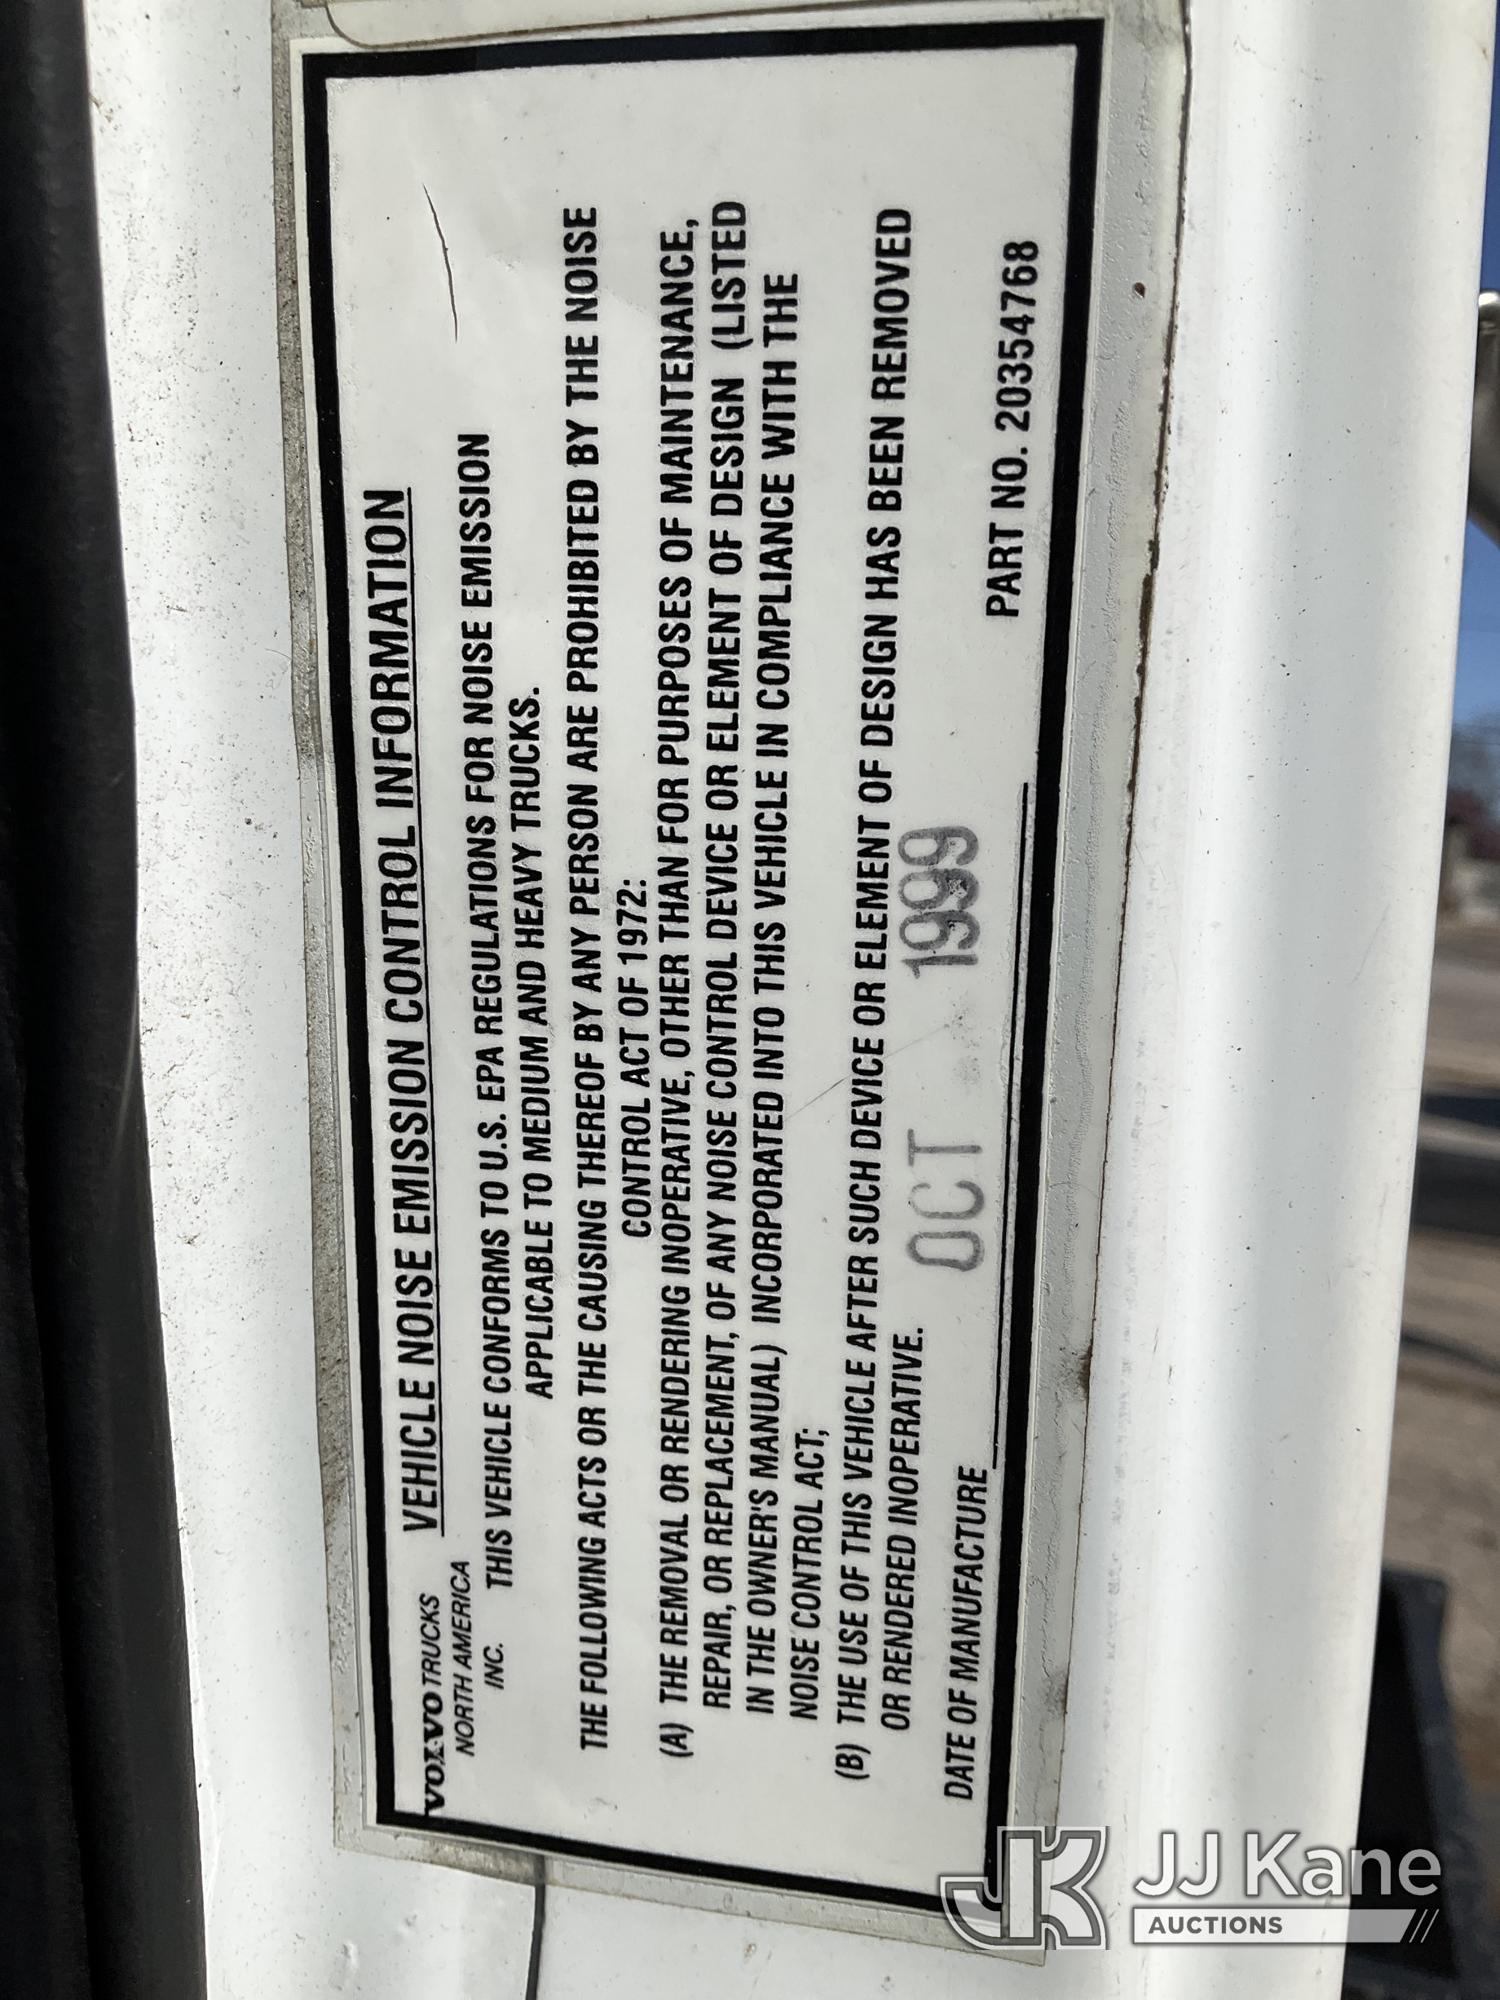 VOLVO TRUCKS
NORTH AMERICA
INC.
VEHICLE NOISE EMISSION CONTROL INFORMATION
THIS VEHICLE CONFORMS TO U.S. EPA REGULATIONS FOR NOISE EMISSION
APPLICABLE TO MEDIUM AND HEAVY TRUCKS.
THE FOLLOWING ACTS OR THE CAUSING THEREOF BY ANY PERSON ARE PROHIBITED BY THE NOISE
CONTROL ACT OF 1972:
(A) THE REMOVAL OR RENDERING INOPERATIVE, OTHER THAN FOR PURPOSES OF MAINTENANCE,
REPAIR, OR REPLACEMENT, OF ANY NOISE CONTROL DEVICE OR ELEMENT OF DESIGN (LISTED
IN THE OWNER'S MANUAL) INCORPORATED INTO THIS VEHICLE IN COMPLIANCE WITH THE
NOISE CONTROL ACT;
(B) THE USE OF THIS VEHICLE AFTER SUCH DEVICE OR ELEMENT OF DESIGN HAS BEEN REMOVED
OR RENDERED INOPERATIVE.
DATE OF MANUFACTURE OCT 1999 PART NO. 20354768
JK JJ Kane
AUCTIONS